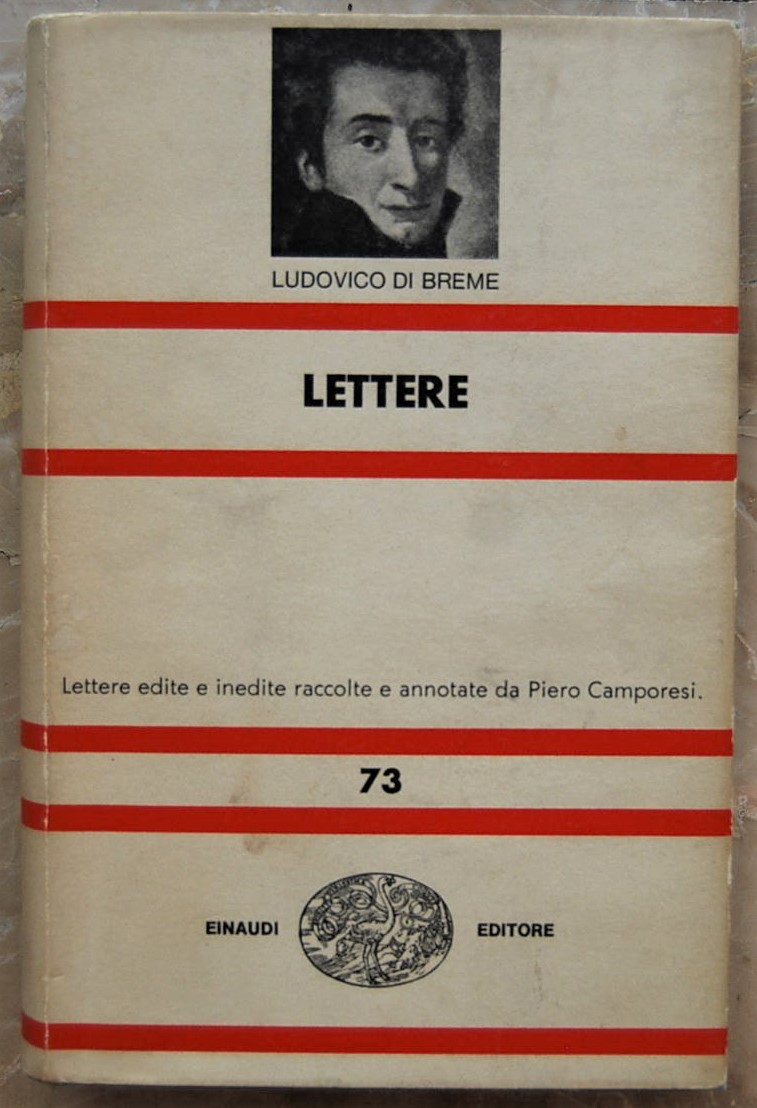 LUDOVICO DI BREME
LETTERE
Lettere edite e inedite raccolte e annotate da Piero Camporesi.
73
EINAUDI EDITORE